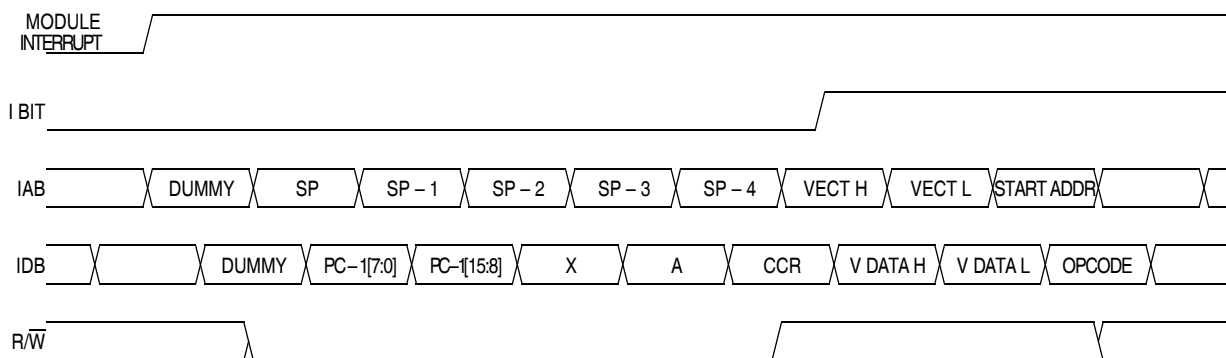 MODULE
INTERRUPT
I BIT
IAB DUMMY SP SP – 1 SP – 2 SP – 3 SP – 4 VECT H VECT L START ADDR
IDB DUMMY PC – 1[7:0] PC–1[15:8] X A CCR V DATA H V DATA L OPCODE
R/W̅